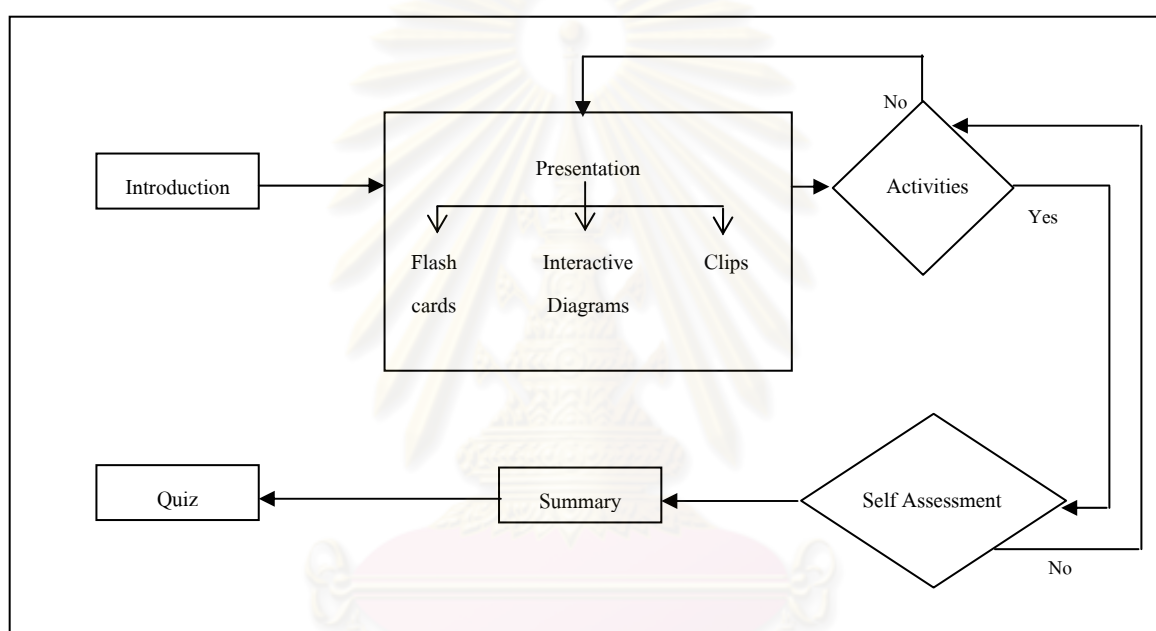 No
Presentation
Introduction
Activities
Yes
Flash
cards
Interactive
Diagrams
Clips
Quiz
Summary
Self Assessment
No